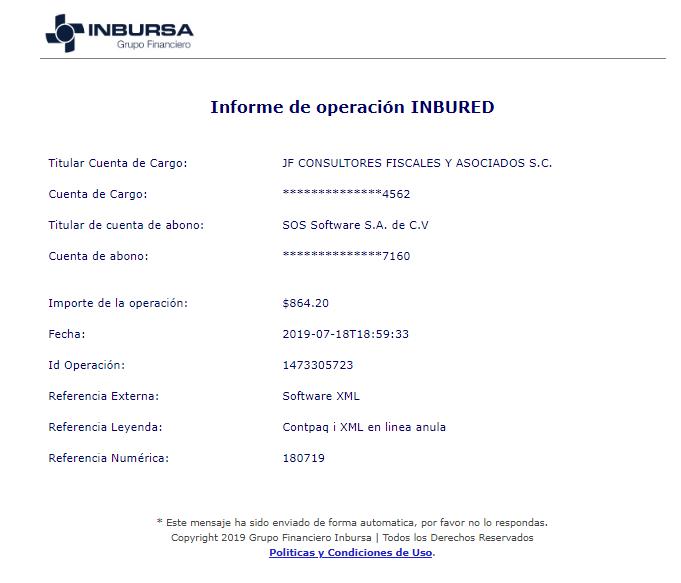 INBURSA
Grupo Financiero
Informe de operación INBURED
Titular Cuenta de Cargo: JF CONSULTORES FISCALES Y ASOCIADOS S.C.
Cuenta de Cargo: **************4562
Titular de cuenta de abono: SOS Software S.A. de C.V
Cuenta de abono: **************7160
Importe de la operación: $864.20
Fecha: 2019-07-18T18:59:33
Id Operación: 1473305723
Referencia Externa: Software XML
Referencia Leyenda: Contpaq i XML en linea anula
Referencia Numérica: 180719
* Este mensaje ha sido enviado de forma automatica, por favor no lo respondas.
Copyright 2019 Grupo Financiero Inbursa | Todos los Derechos Reservados
Politicas y Condiciones de Uso.